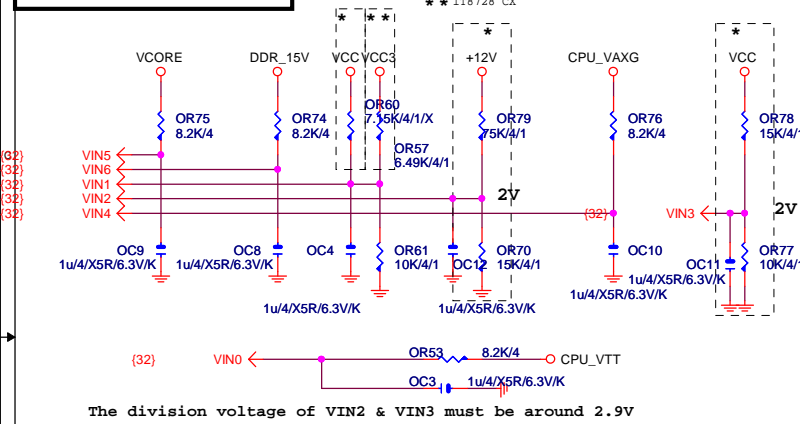 * * 118728 CX
* * * * *
VCORE DDR_15V VCC VCC3 +12V CPU_VAXG VCC
OR75 8.2K/4
OR74 8.2K/4
OR60 7.15K/4/1/X
OR57 6.49K/4/1
OR79 75K/4/1
OR76 8.2K/4
OR78 15K/4/1
{32} VIN5
{32} VIN6
{32} VIN1
{32} VIN2 2V
{32} VIN4 {32} VIN3 2V
OC9 1u/4/X5R/6.3V/K
OC8 1u/4/X5R/6.3V/K
OC4 1u/4/X5R/6.3V/K
OR61 10K/4/1
OC12 1u/4/X5R/6.3V/K
OR70 15K/4/1
OC10 1u/4/X5R/6.3V/K
OC11 1u/4/X5R/6.3V/K
OR77 10K/4/1
{32} VIN0 OR53 8.2K/4 CPU_VTT
OC3 1u/4/X5R/6.3V/K
The division voltage of VIN2 & VIN3 must be around 2.9V